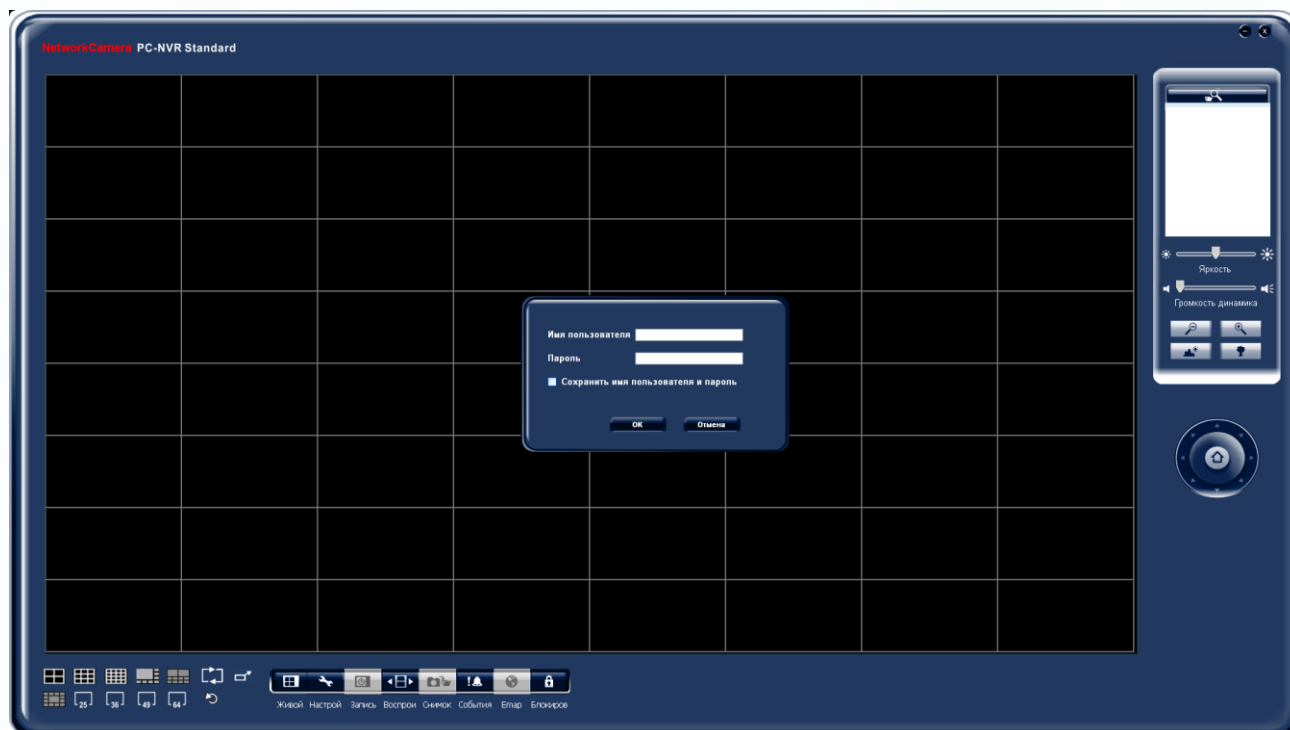 NetworkCamera PC-NVR Standard
Яркость
Громкость динамика
Имя пользователя
Пароль
Сохранить имя пользователя и пароль
OK Отмена
25 36 49 64
Живой Настрой Запись Воспрои Снимок События Emap Блокиров